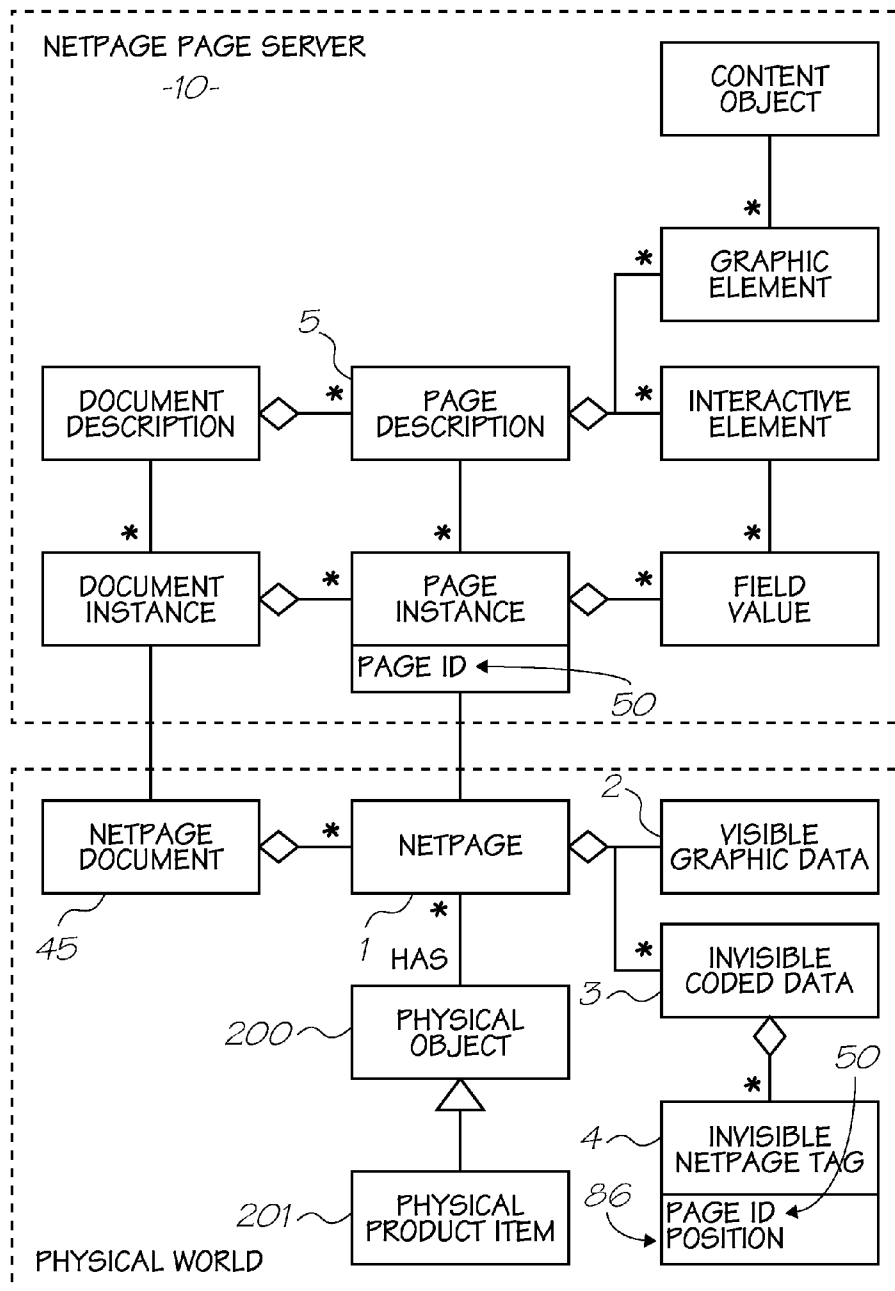 NETPAGE PAGE SERVER
-10-
CONTENT
OBJECT
*
*
GRAPHIC
ELEMENT
5
DOCUMENT
DESCRIPTION
*
PAGE
DESCRIPTION
*
INTERACTIVE
ELEMENT
*
*
*
DOCUMENT
INSTANCE
*
PAGE
INSTANCE
*
FIELD
VALUE
PAGE ID
50
NETPAGE
DOCUMENT
*
NETPAGE
2
VISIBLE
GRAPHIC DATA
45
1
*
HAS
*
INVISIBLE
CODED DATA
3
200
PHYSICAL
OBJECT
50
*
4
INVISIBLE
NETPAGE TAG
201
PHYSICAL
PRODUCT ITEM
86
PAGE ID
POSITION
PHYSICAL WORLD